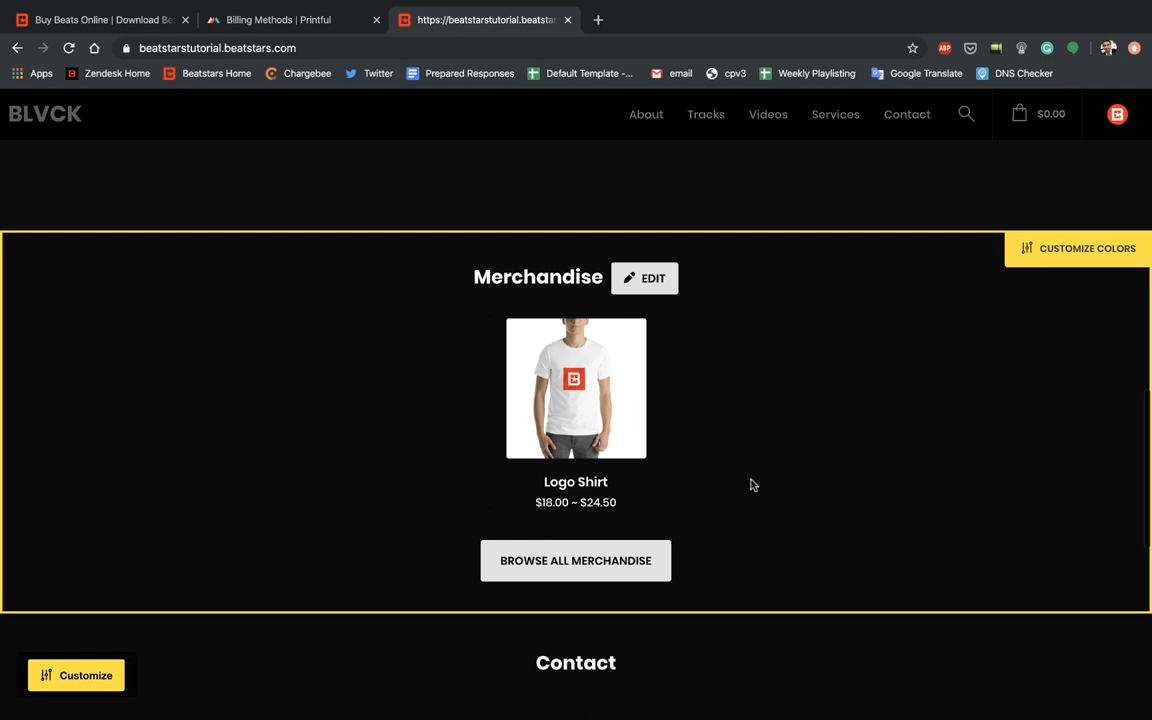 Buy Beats Online | Download Be
Billing Methods | Printful
https://beatstarstutorial.beatstar
beatstarstutorial.beatstars.com
ABP
Apps
Zendesk Home
Beatstars Home
Chargebee
Twitter
Prepared Responses
Default Template -...
email
cpv3
Weekly Playlisting
Google Translate
DNS Checker
BLVCK
About
Tracks
Videos
Services
Contact
$0.00
CUSTOMIZE COLORS
Merchandise
EDIT
Logo Shirt
$18.00 ~ $24.50
BROWSE ALL MERCHANDISE
Contact
Customize